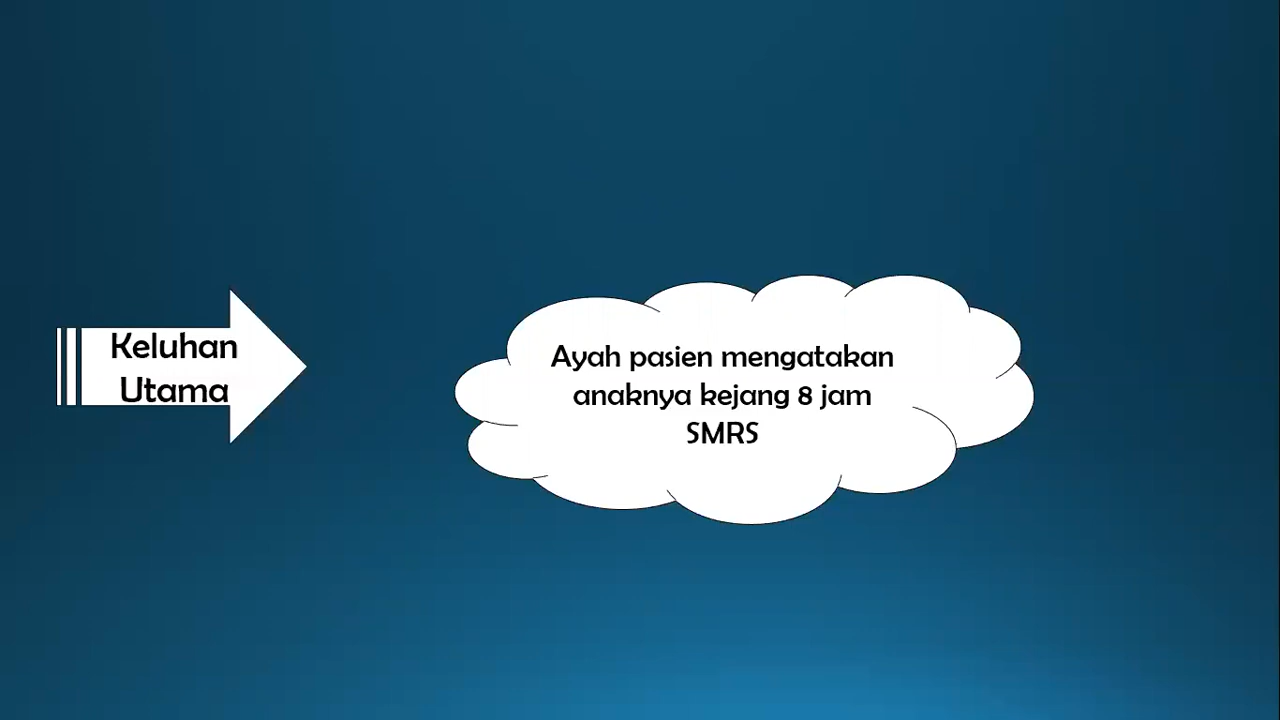 Keluhan
Utama
Ayah pasien mengatakan
anaknya kejang 8 jam
SMRS